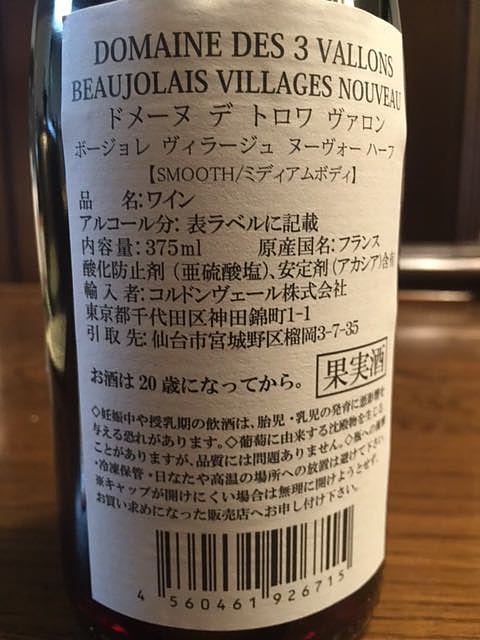 DOMAINE DES 3 VALLONS
BEAUJOLAIS VILLAGES NOUVEAU
ドメーヌ デ トロワ ヴァロン
ボージョレ ヴィラージュ ヌーヴォー ハーフ
【SMOOTH/ミディアムボディ】
品 名:ワイン
アルコール分: 表ラベルに記載
内容量:375ml 原産国名:フランス
酸化防止剤（亜硫酸塩)、安定剤(アカシア)含有
輸入者:コルドンヴェール株式会社
東京都千代田区神田錦町1-1
引取先:仙台市宮城野区榴岡3-7-35
お酒は20歳になってから。
果実酒
◇妊娠中や授乳期の飲酒は、胎児・乳児の発育に悪影響を
与える恐れがあります。◇葡萄に由来する沈殿物を生じる
ことがありますが、品質には問題ありません。◇瓶への衝撃
・冷凍保管・日なたや高温の場所への放置は避けて下さい。
※キャップが開けにくい場合は無理に開けようとせず、
お買い求めになった販売店へお申し付け下さい。
4 560461 926715